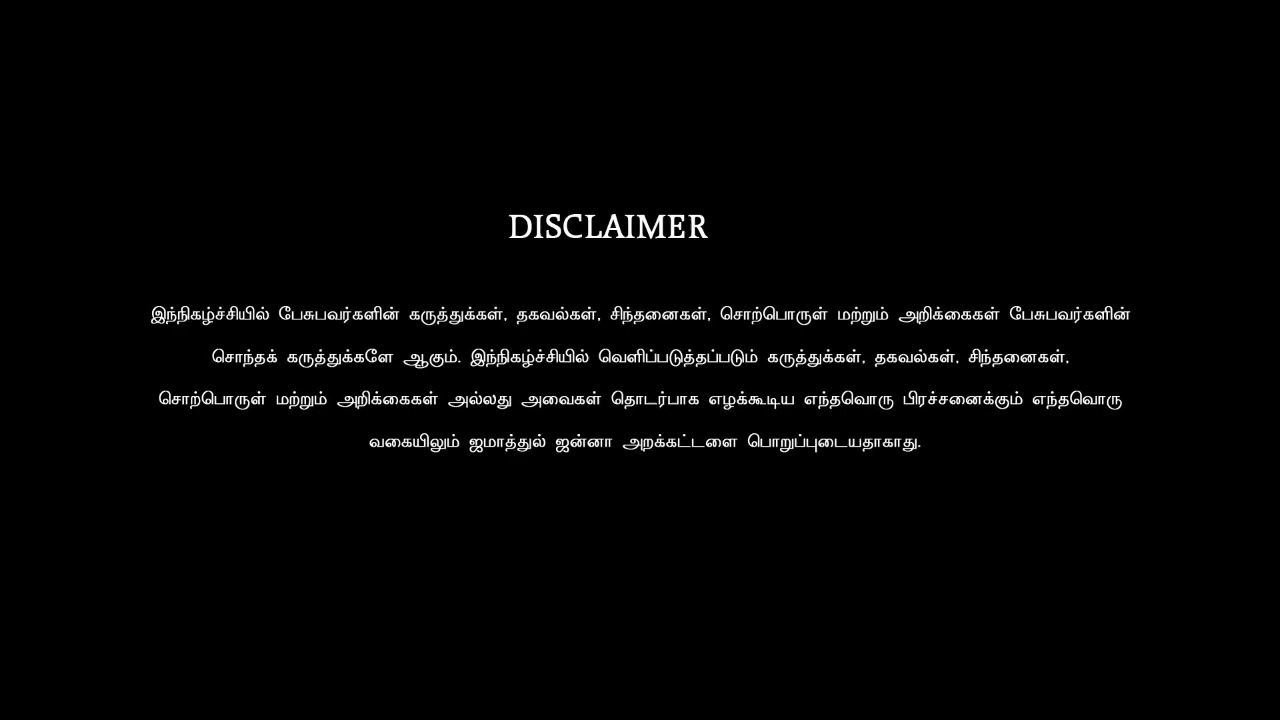 DISCLAIMER
இந்நிகழ்ச்சியில் பேசுபவர்களின் கருத்துக்கள், தகவல்கள், சிந்தனைகள், சொற்பொருள் மற்றும் அறிக்கைகள் பேசுபவர்களின்
சொந்தக் கருத்துக்களே ஆகும். இந்நிகழ்ச்சியில் வெளிப்படுத்தப்படும் கருத்துக்கள், தகவல்கள், சிந்தனைகள்,
சொற்பொருள் மற்றும் அறிக்கைகள் அல்லது அவைகள் தொடர்பாக எழக்கூடிய எந்தவொரு பிரச்சனைக்கும் எந்தவொரு
வகையிலும் ஜமாத்துல் ஜன்னா அறக்கட்டளை பொறுப்புடையதாகாது.